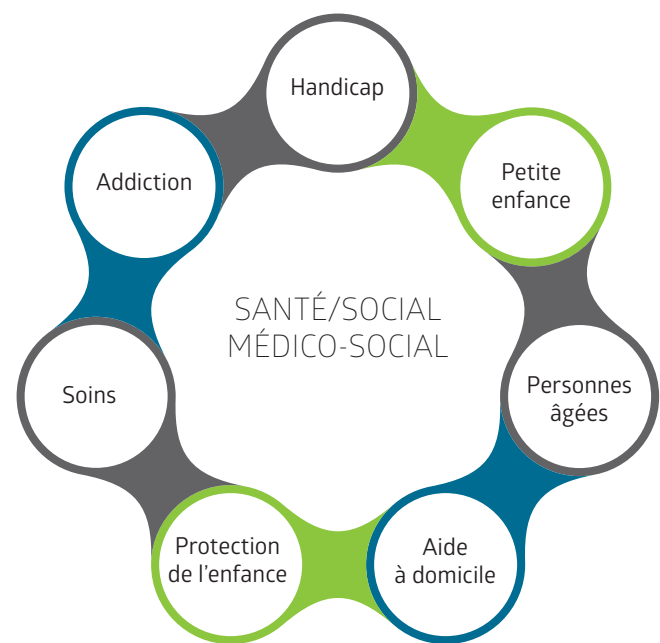 Handicap
Petite
enfance
Personnes
âgées
Aide
à domicile
Protection
de l'enfance
Soins
Addiction
SANTÉ/SOCIAL
MÉDICO-SOCIAL